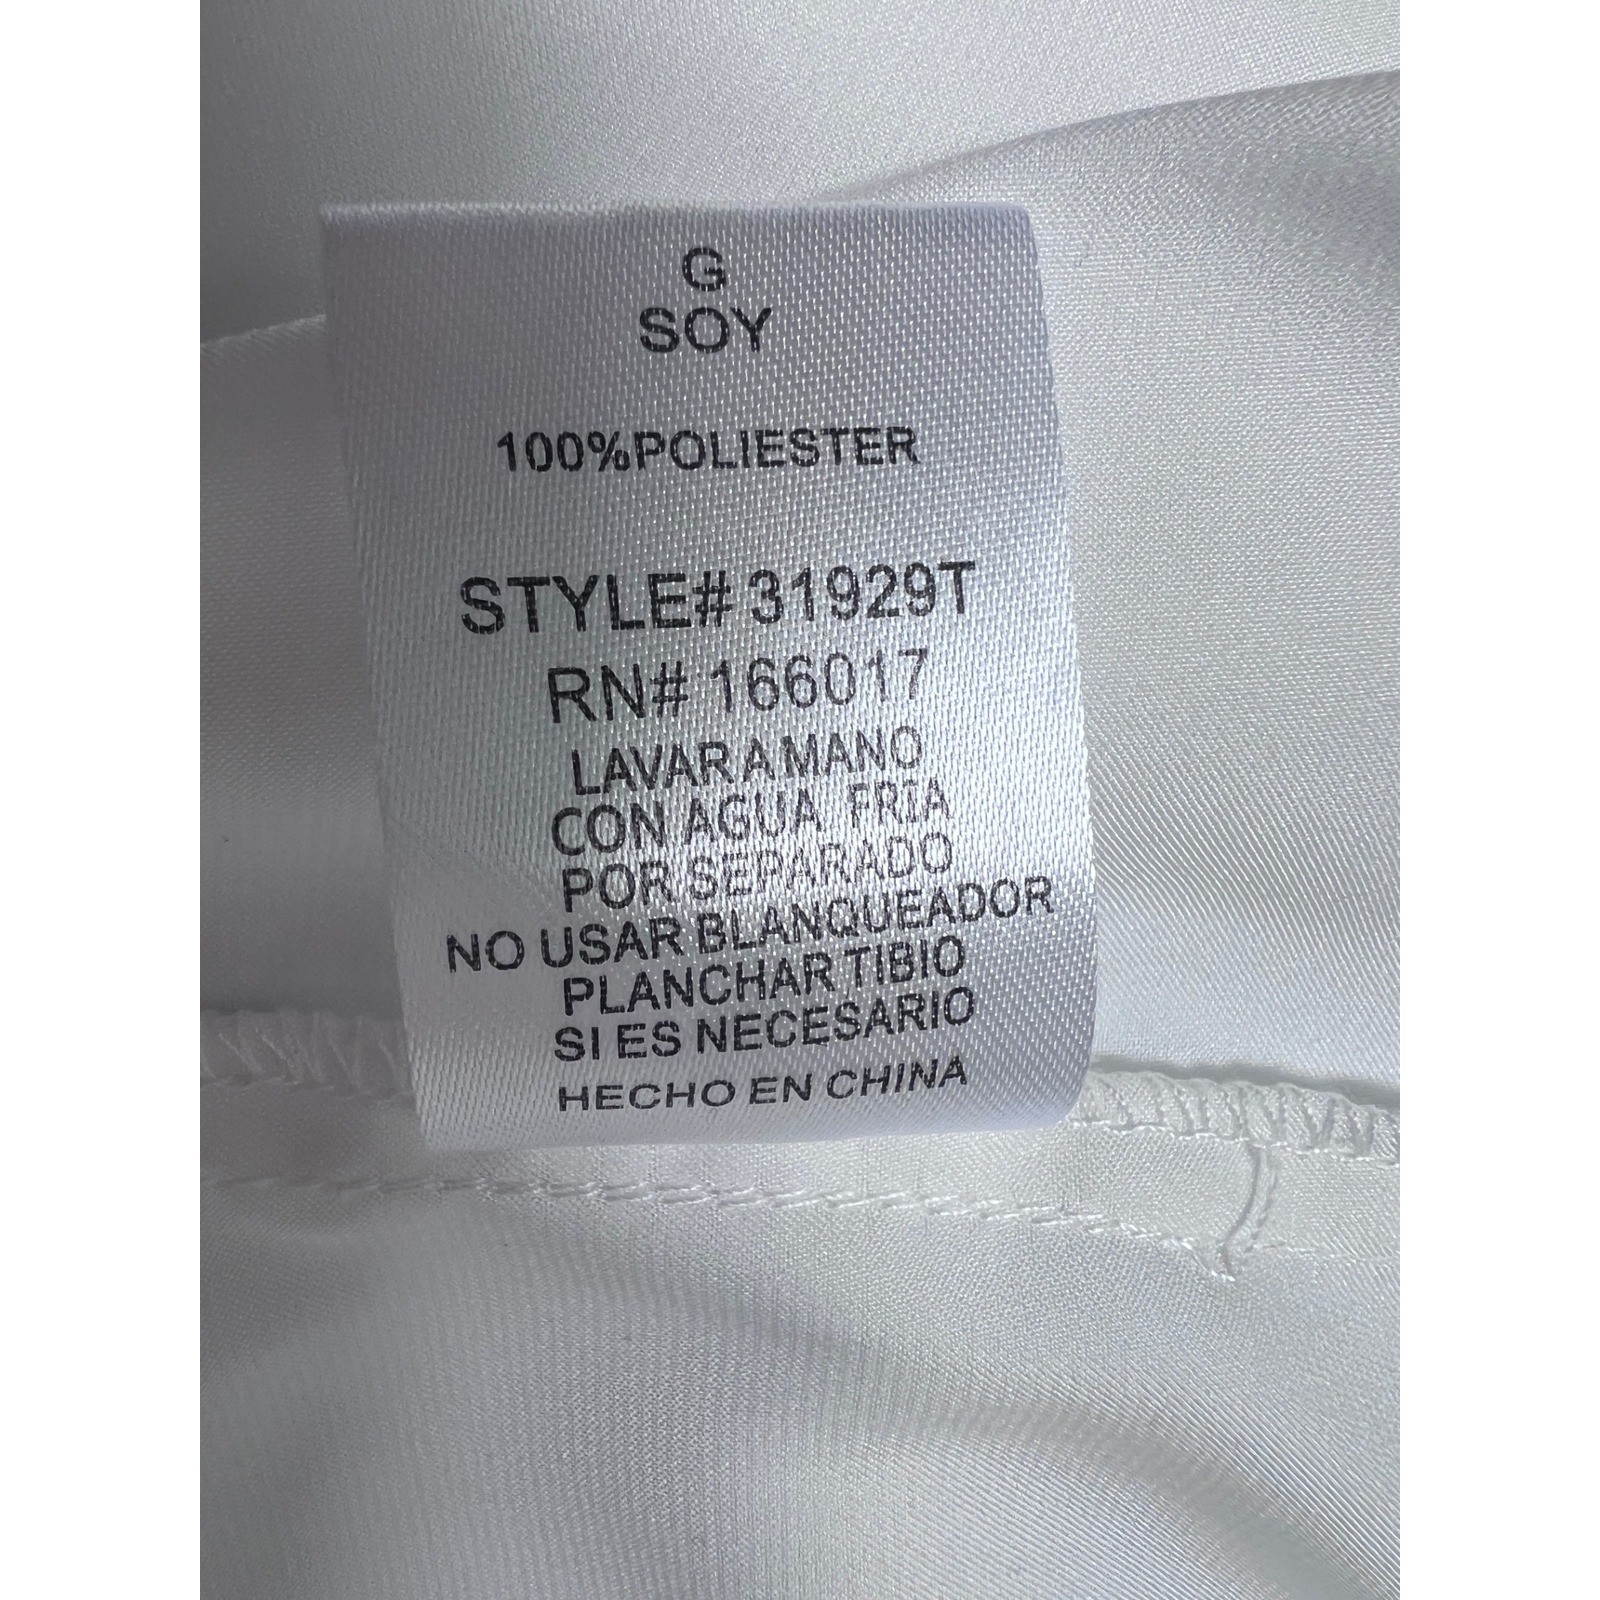 G
SOY
100%POLIESTER
STYLE# 31929T
RN# 166017
LAVAR A MANO
CON AGUA FRIA
POR SEPARADO
NO USAR BLANQUEADOR
PLANCHAR TIBIO
SI ES NECESARIO
HECHO EN CHINA